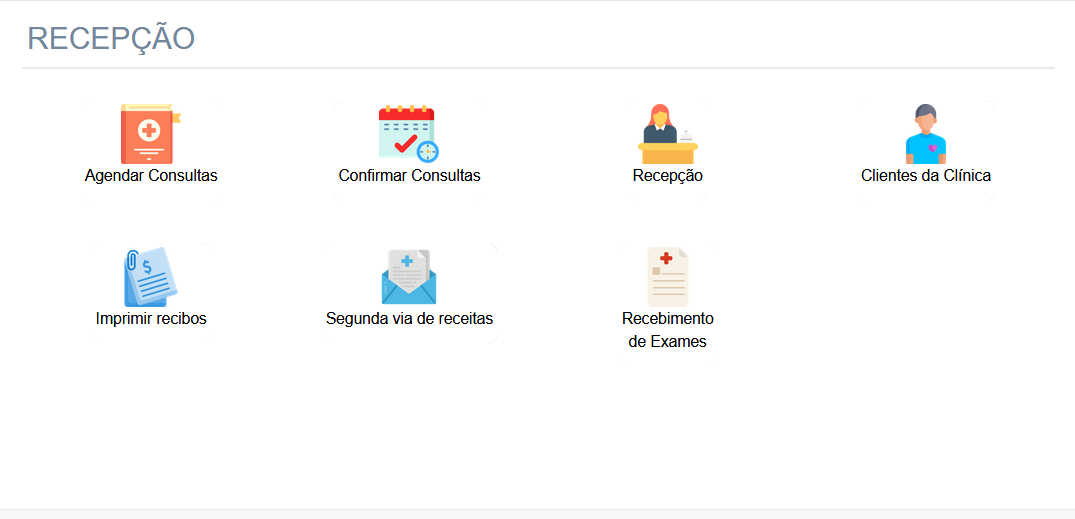 RECEPÇÃO
Agendar Consultas
Confirmar Consultas
Recepção
Clientes da Clínica
Imprimir recibos
Segunda via de receitas
Recebimento
de Exames